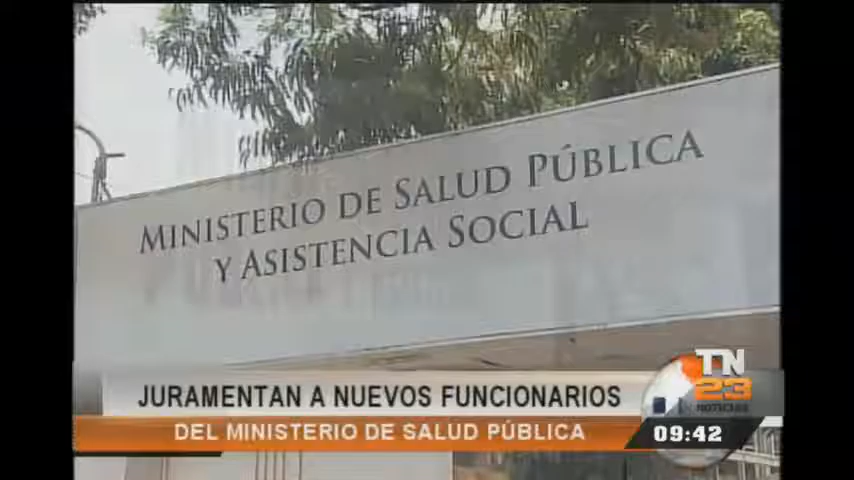 MINISTERIO DE SALUD PÚBLICA
Y ASISTENCIA SOCIAL
JURAMENTAN A NUEVOS FUNCIONARIOS
DEL MINISTERIO DE SALUD PÚBLICA
TN
23
NOTICIAS
09:42